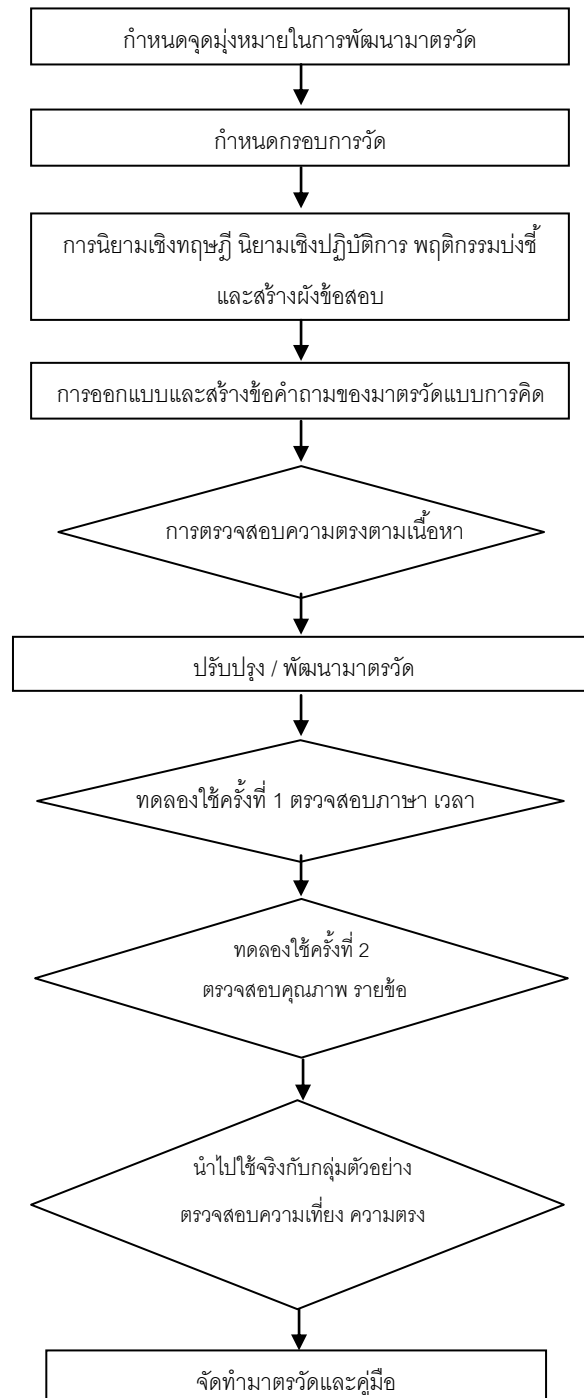 กำหนดจุดมุ่งหมายในการพัฒนามาตรวัด
กำหนดกรอบการวัด
การนิยามเชิงทฤษฎี นิยามเชิงปฏิบัติการ พฤติกรรมบ่งชี้
และสร้างผังข้อสอบ
การออกแบบและสร้างข้อคำถามของมาตรวัดแบบการคิด
การตรวจสอบความตรงตามเนื้อหา
ปรับปรุง / พัฒนามาตรวัด
ทดลองใช้ครั้งที่ 1 ตรวจสอบภาษา เวลา
ทดลองใช้ครั้งที่ 2
ตรวจสอบคุณภาพ รายข้อ
นำไปใช้จริงกับกลุ่มตัวอย่าง
ตรวจสอบความเที่ยง ความตรง
จัดทำมาตรวัดและคู่มือ